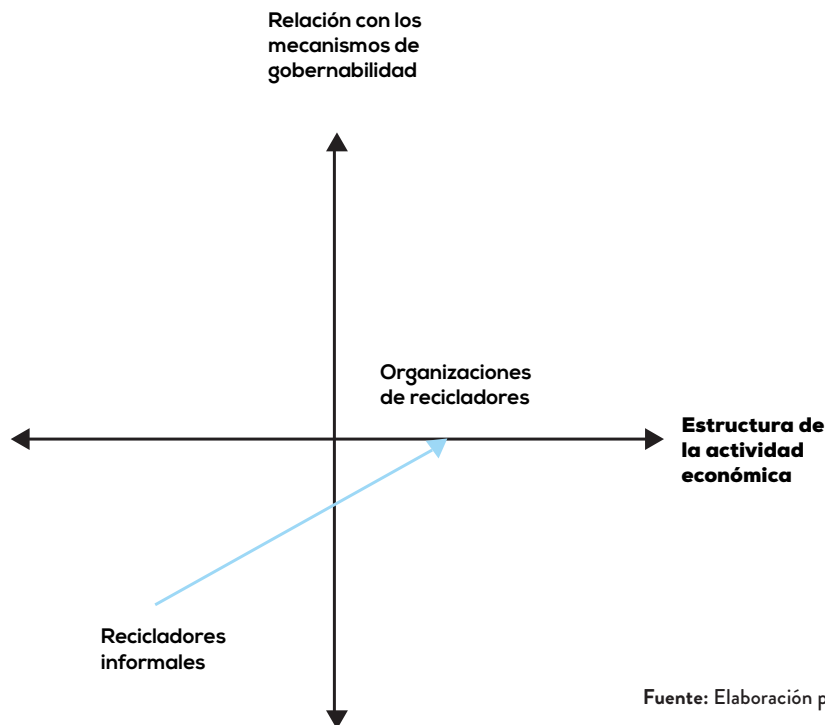 Relación con los
mecanismos de
gobernabilidad
Organizaciones
de recicladores
Estructura de
la actividad
económica
Recicladores
informales
Fuente: Elaboración p